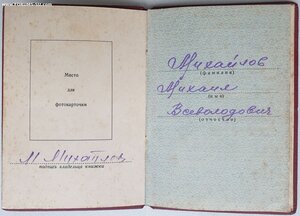 Место
для
фотокарточки
М Михайлов
подпись владельца книжки
Михайлов
(фамилия)
Михаил
(имя)
Всеволодович
(отчество)